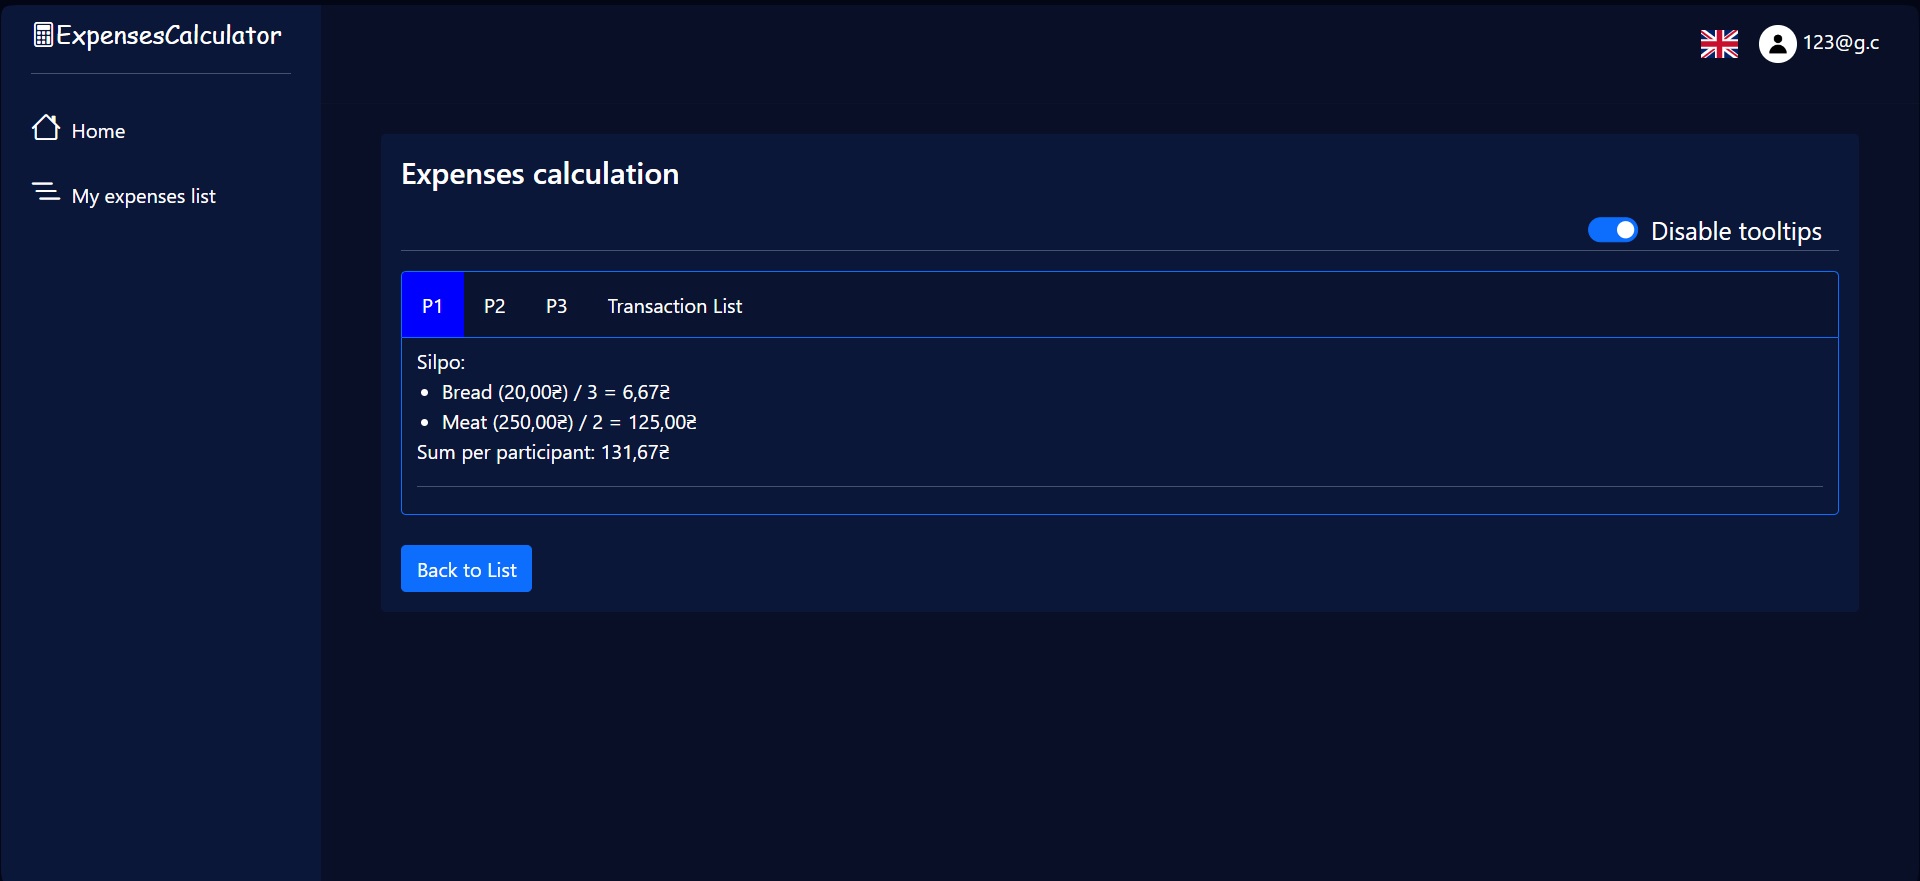 ExpensesCalculator
123@g.c
Home
My expenses list
Expenses calculation
Disable tooltips
P1 P2 P3 Transaction List
Silpo:
• Bread (20,00₴) / 3 = 6,67₴
• Meat (250,00₴) / 2 = 125,00₴
Sum per participant: 131,67₴
Back to List